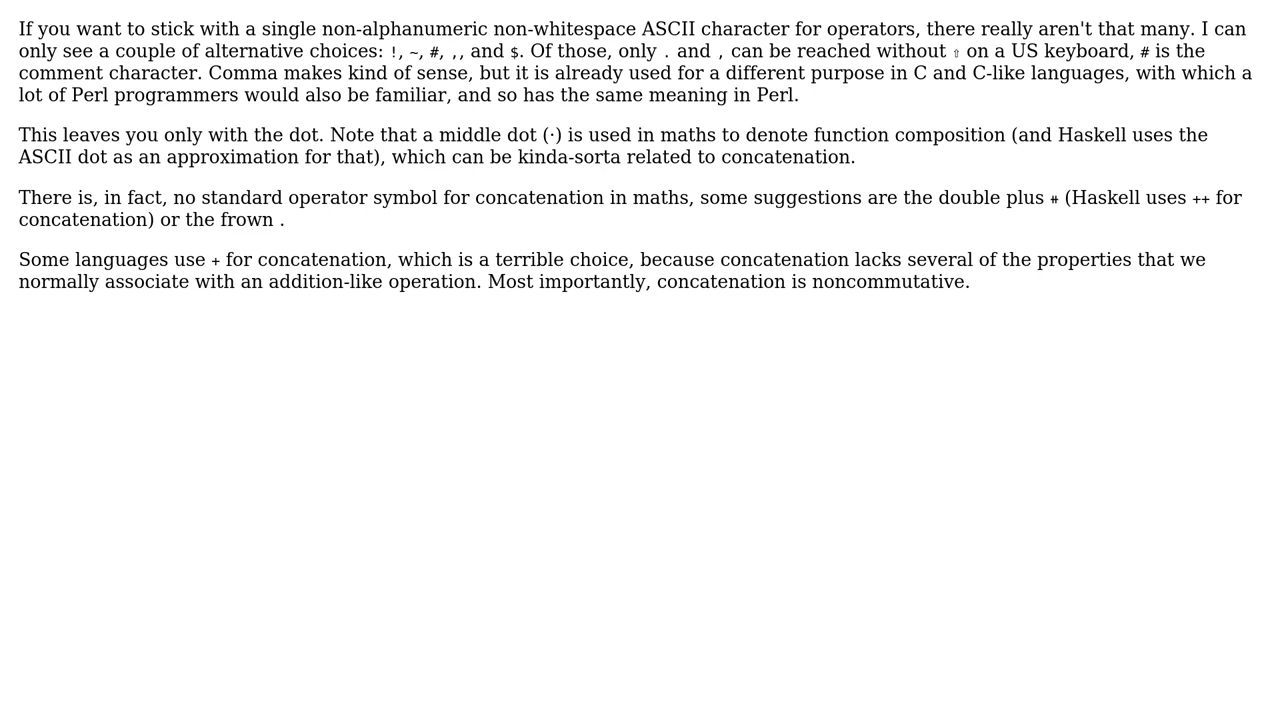 If you want to stick with a single non-alphanumeric non-whitespace ASCII character for operators, there really aren't that many. I can
only see a couple of alternative choices: !, ~, #, ,, and $. Of those, only . and , can be reached without ⇧ on a US keyboard, # is the
comment character. Comma makes kind of sense, but it is already used for a different purpose in C and C-like languages, with which a
lot of Perl programmers would also be familiar, and so has the same meaning in Perl.
This leaves you only with the dot. Note that a middle dot (·) is used in maths to denote function composition (and Haskell uses the
ASCII dot as an approximation for that), which can be kinda-sorta related to concatenation.
There is, in fact, no standard operator symbol for concatenation in maths, some suggestions are the double plus ⧺ (Haskell uses ++ for
concatenation) or the frown .
Some languages use + for concatenation, which is a terrible choice, because concatenation lacks several of the properties that we
normally associate with an addition-like operation. Most importantly, concatenation is noncommutative.